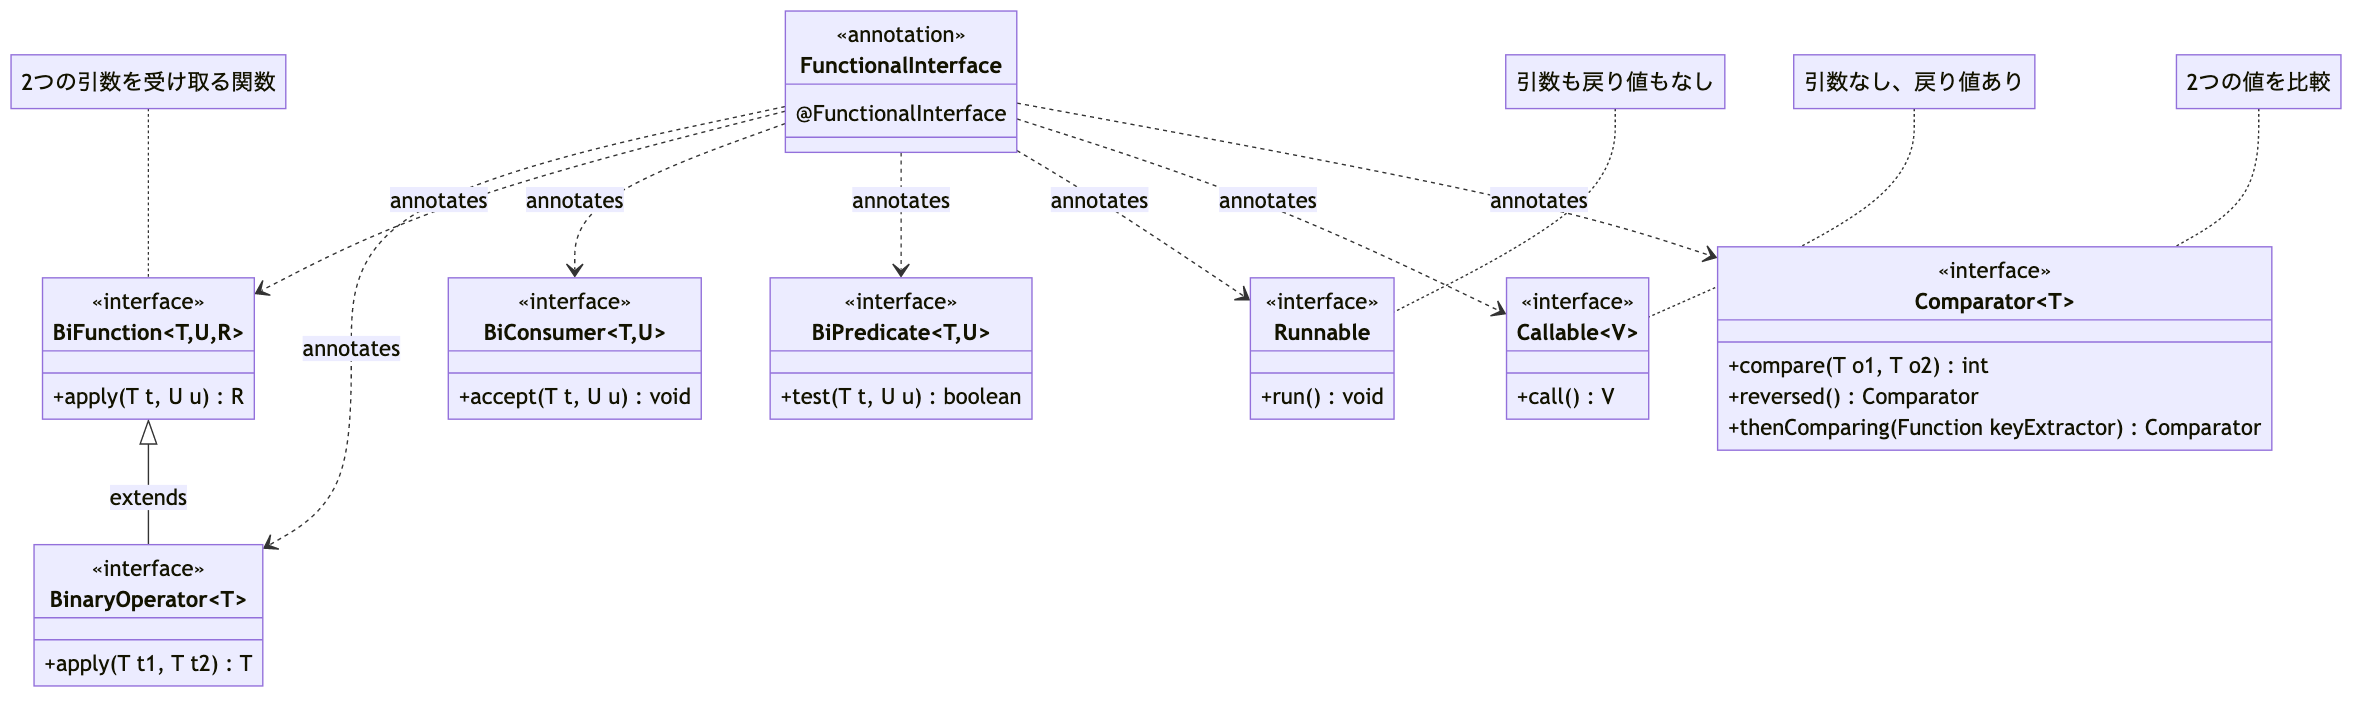 «annotation»
FunctionalInterface
@FunctionalInterface
2つの引数を受け取る関数
引数も戻り値もなし
引数なし、戻り値あり
2つの値を比較
annotates
annotates
annotates
annotates
annotates
annotates
annotates
«interface»
BiFunction<T,U,R>
+apply(T t, U u) : R
«interface»
BiConsumer<T,U>
+accept(T t, U u) : void
«interface»
BiPredicate<T,U>
+test(T t, U u) : boolean
«interface»
Runnable
+run() : void
«interface»
Callable<V>
+call() : V
«interface»
Comparator<T>
+compare(T o1, T o2) : int
+reversed() : Comparator
+thenComparing(Function keyExtractor) : Comparator
extends
«interface»
BinaryOperator<T>
+apply(T t1, T t2) : T